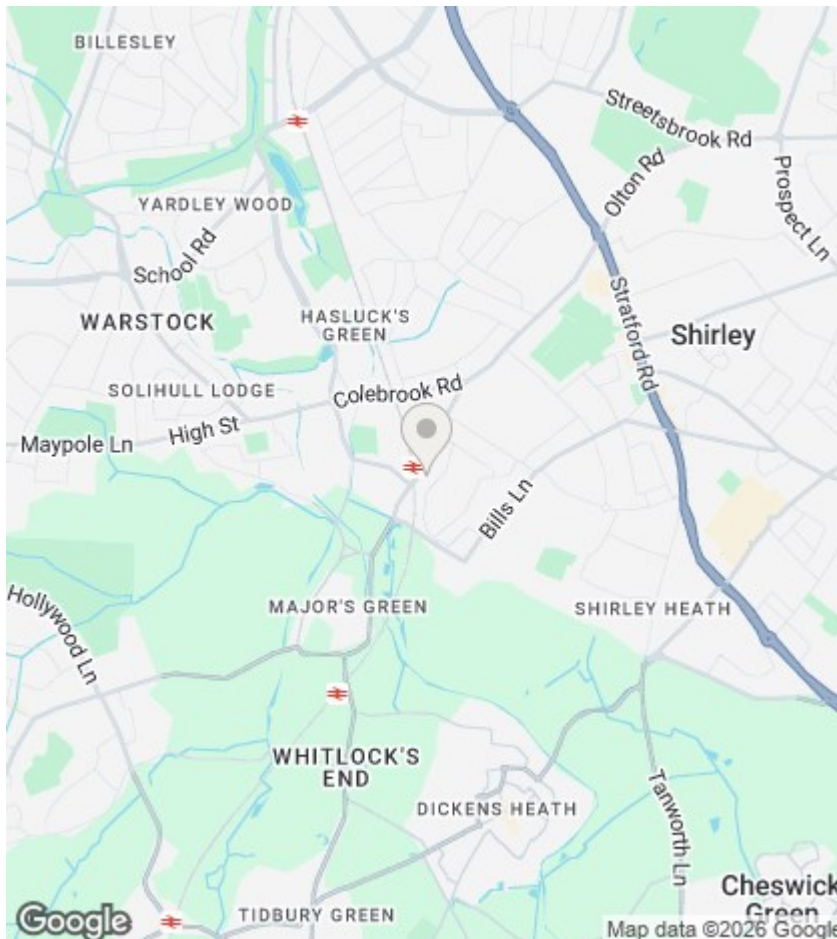 BILLESLEY
Streetsbrook Rd
Olton Rd
Prospect Ln
YARDLEY WOOD
School Rd
WARSTOCK
HASLUCK'S
GREEN
Stratford Rd
Shirley
SOLIHULL LODGE
Colebrook Rd
High St
Maypole Ln
Bills Ln
Hollywood Ln
MAJOR'S GREEN
SHIRLEY HEATH
WHITLOCK'S
END
DICKENS HEATH
Tanworth Ln
Cheswick
Green
TIDBURY GREEN
Google
Map data ©2026 Google